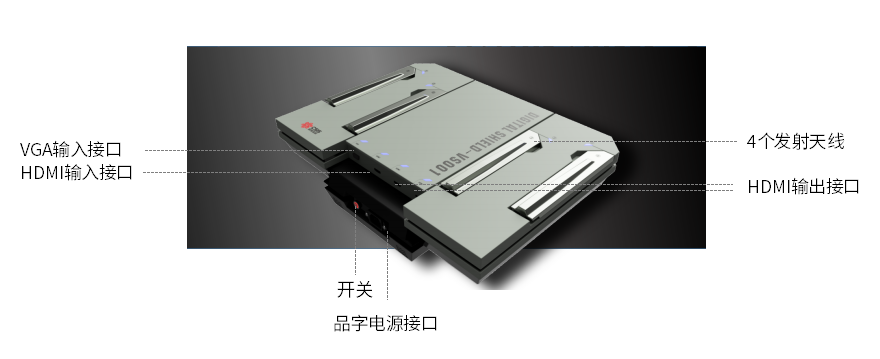 VGA输入接口
HDMI输入接口
DIGITAL SHIELD-VS001
4个发射天线
HDMI输出接口
开关
品字电源接口